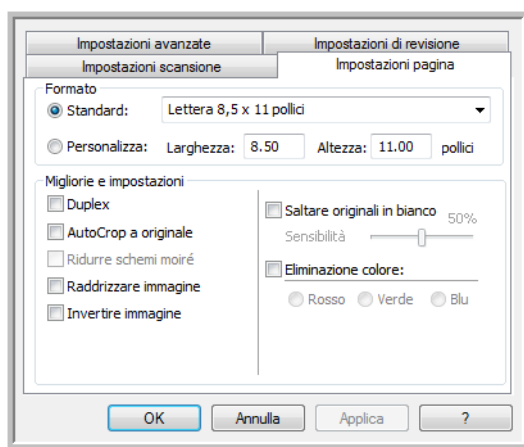 Impostazioni avanzate Impostazioni di revisione
Impostazioni scansione Impostazioni pagina
Formato
Standard: Lettera 8,5 x 11 pollici
Personalizza: Larghezza: 8.50 Altezza: 11.00 pollici
Migliorie e impostazioni
Duplex
AutoCrop a originale
Ridurre schemi moiré
Raddrizzare immagine
Invertire immagine
Saltare originali in bianco 50%
Sensibilità
Eliminazione colore:
Rosso Verde Blu
OK Annulla Applica ?